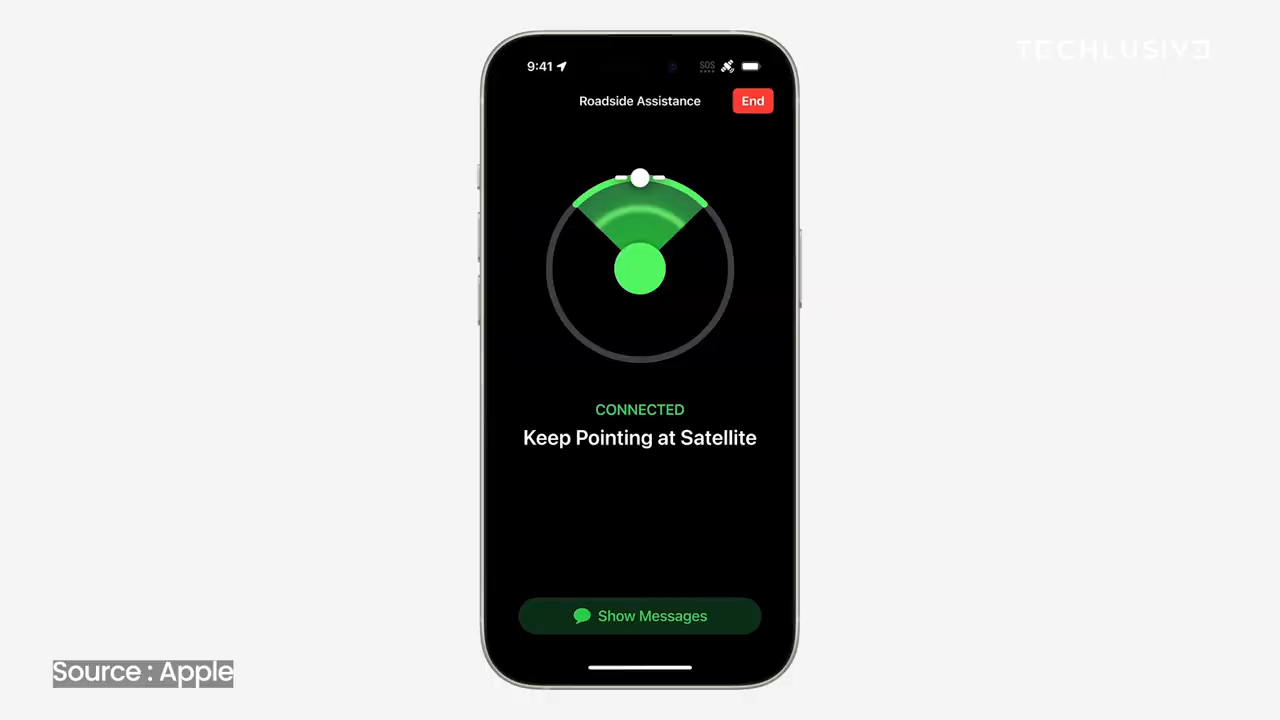 TECHLUSIVE
9:41
SOS
Roadside Assistance
End
CONNECTED
Keep Pointing at Satellite
Show Messages
Source : Apple